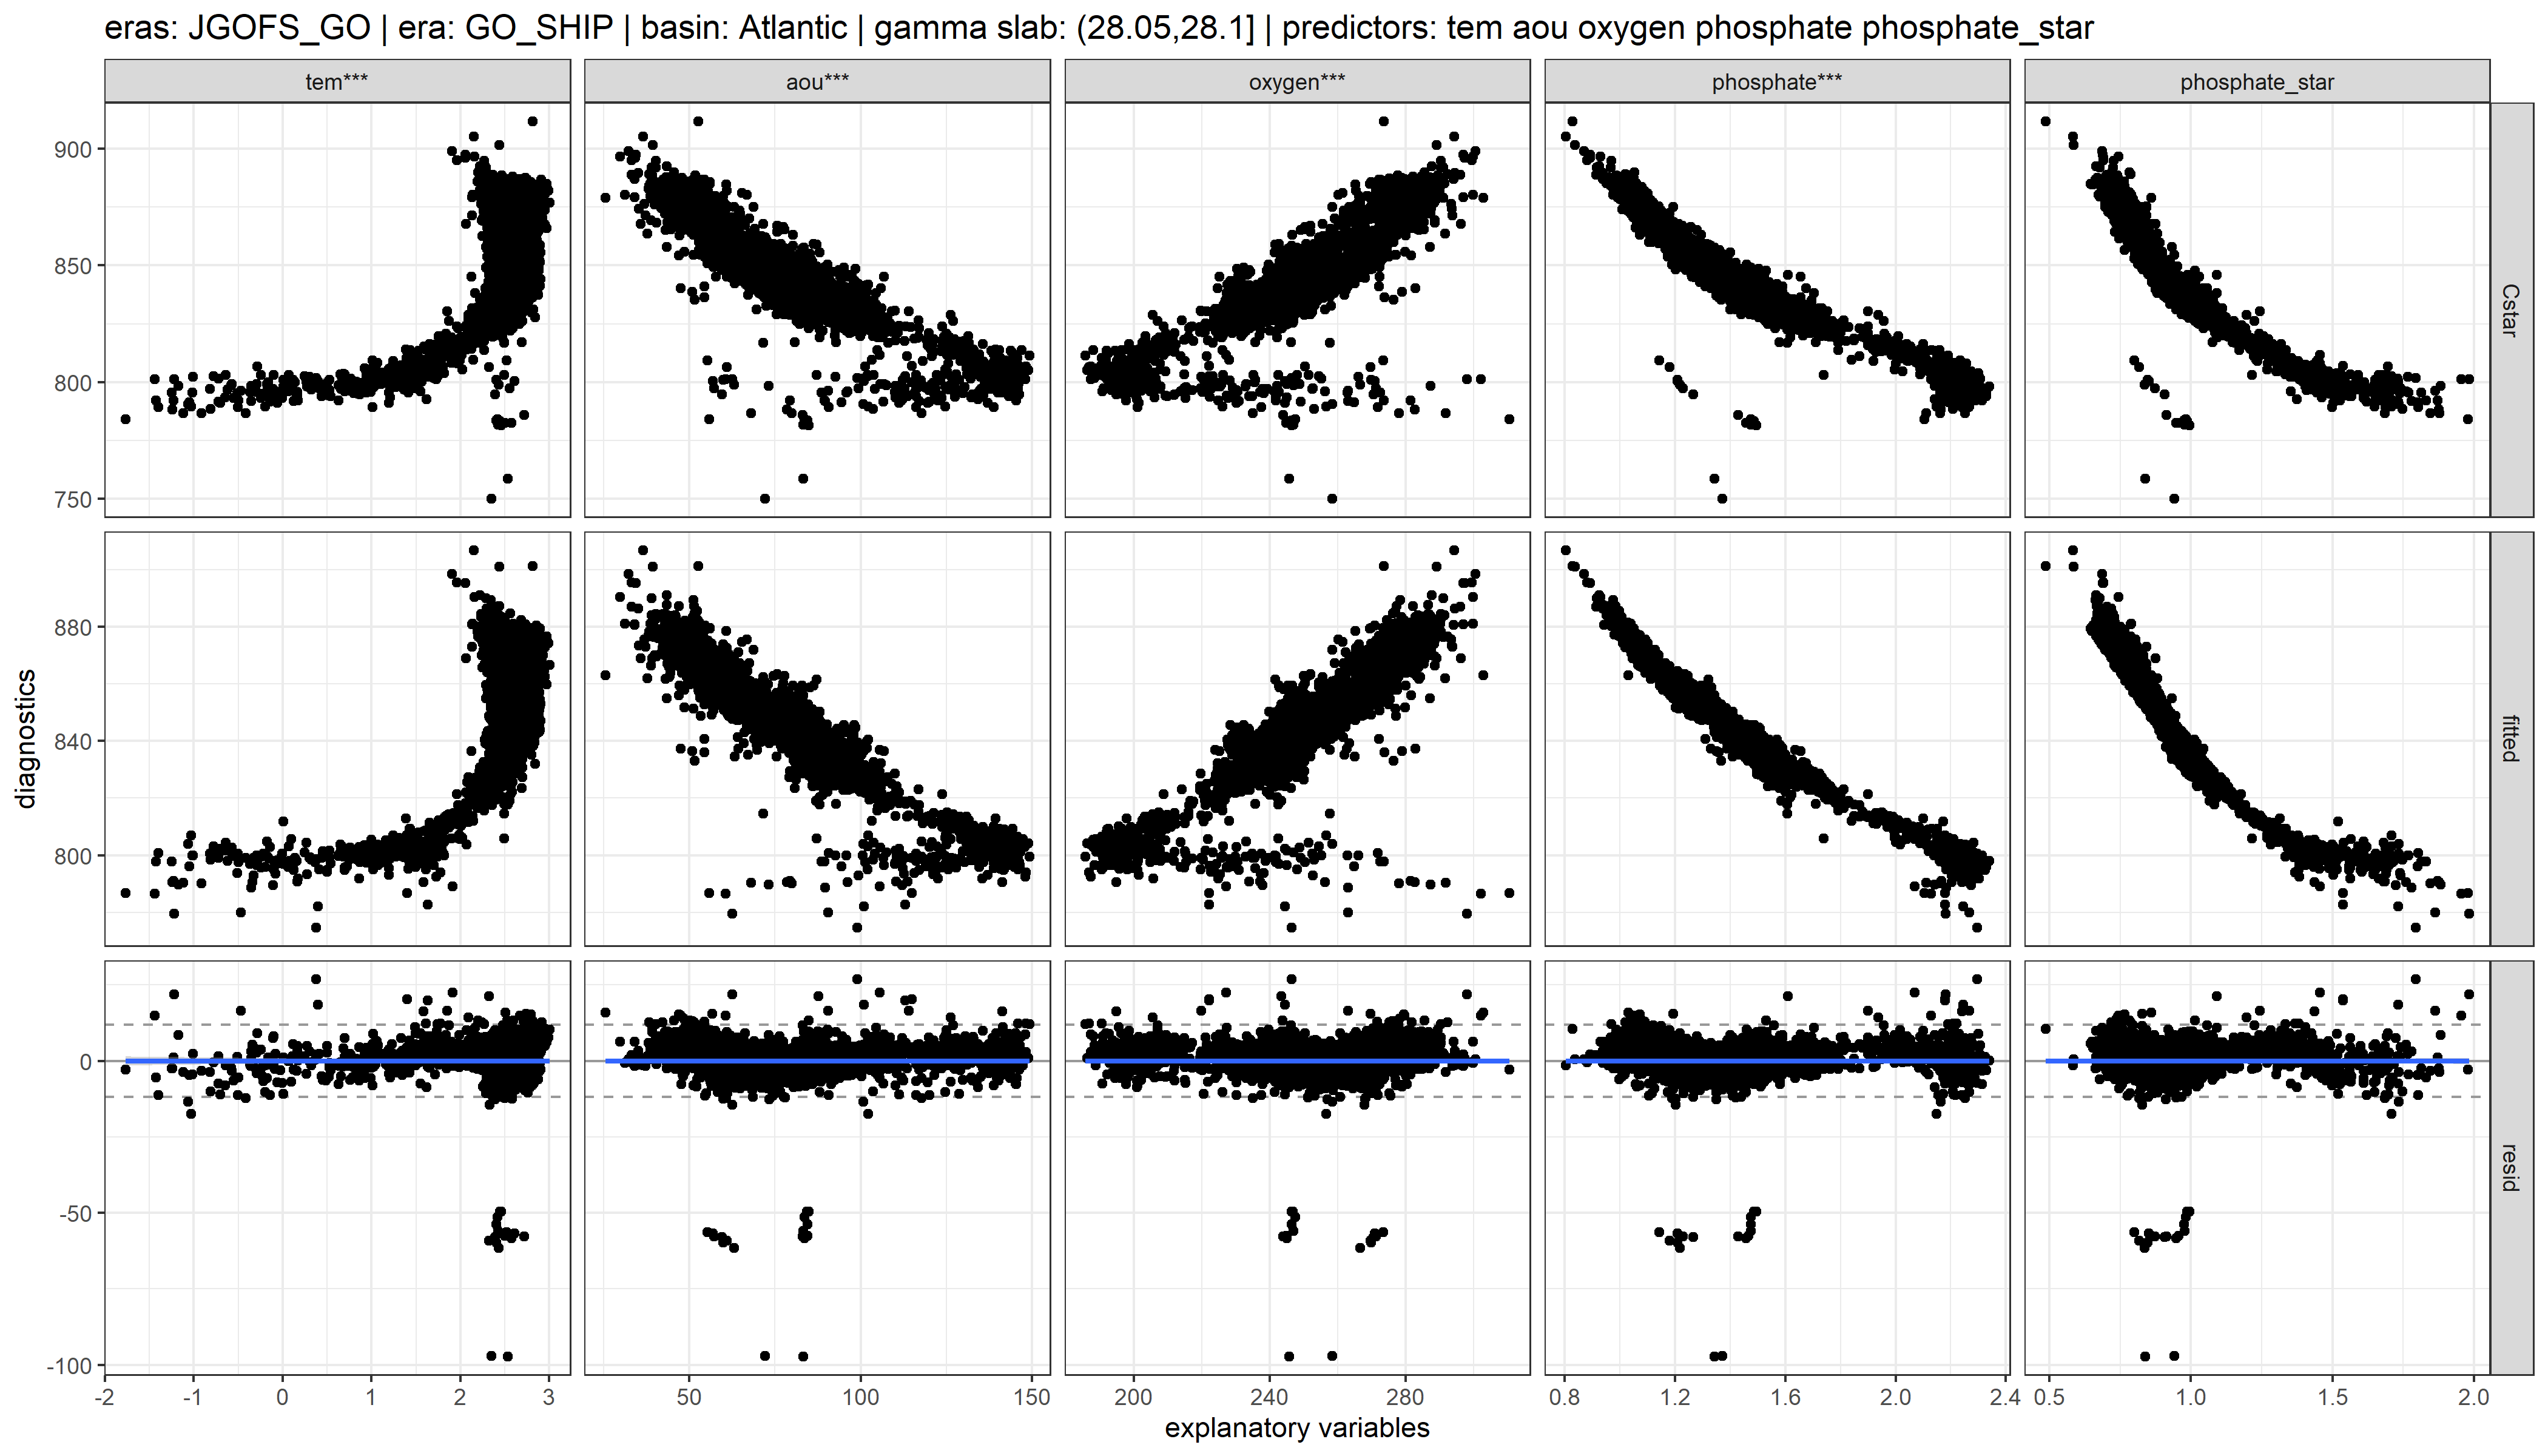 eras: JGOFS_GO | era: GO_SHIP | basin: Atlantic | gamma slab: (28.05,28.1] | predictors: tem aou oxygen phosphate phosphate_star
tem*** aou*** oxygen*** phosphate*** phosphate_star
900
850
800
750
Cstar
880
840
800
fitted
diagnostics
0
-50
-100
resid
-2 -1 0 1 2 3 50 100 150 200 240 280 0.8 1.2 1.6 2.0 2.4 0.5 1.0 1.5 2.0
explanatory variables